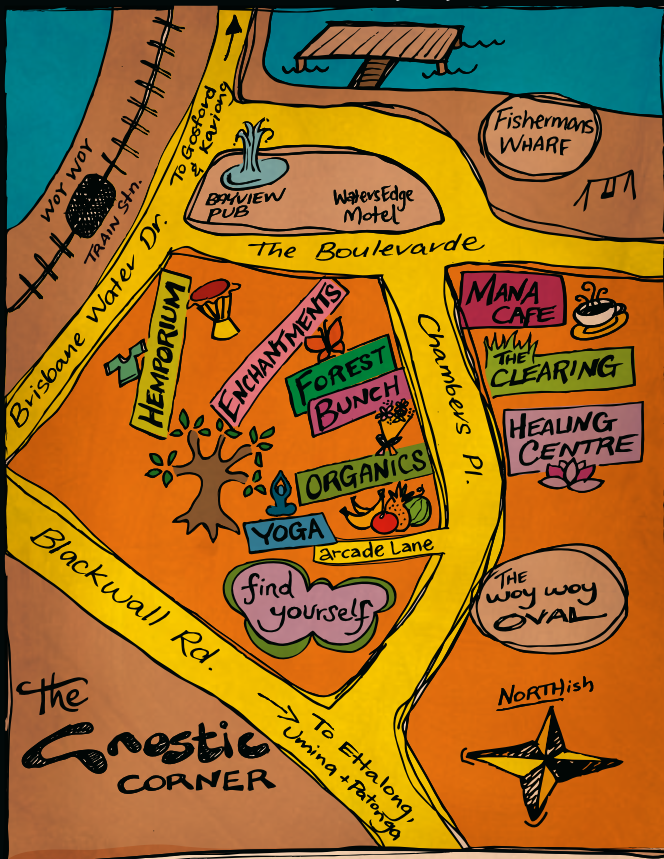 To Gosford
& Kariong
Fishermans
WHARF
WOY WOY
TRAIN Stn.
BAYVIEW
PUB
WatersEdge
Motel
The Boulevarde
Brisbane Water Dr.
HEMPORIUM
ENCHANTMENTS
FOREST
BUNCH
ORGANICS
YOGA
arcade Lane
Chambers Pl.
MANA
CAFE
THE
CLEARING
HEALING
CENTRE
find
yourself
THE
woy woy
OVAL
Blackwall Rd.
The
Gnostic
CORNER
To Ettalong,
Umina + Patonga
NORTHish